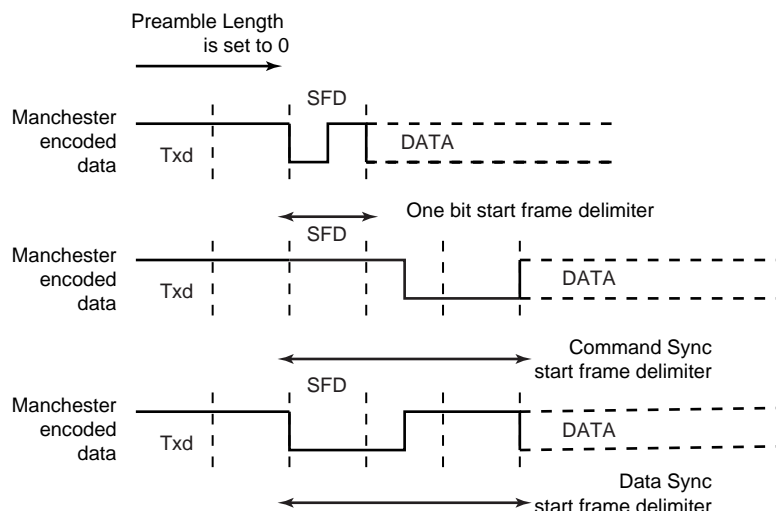 Preamble Length
is set to 0
SFD
Manchester
encoded
data
Txd
DATA
One bit start frame delimiter
SFD
Manchester
encoded
data
Txd
DATA
Command Sync
start frame delimiter
SFD
Manchester
encoded
data
Txd
DATA
Data Sync
start frame delimiter